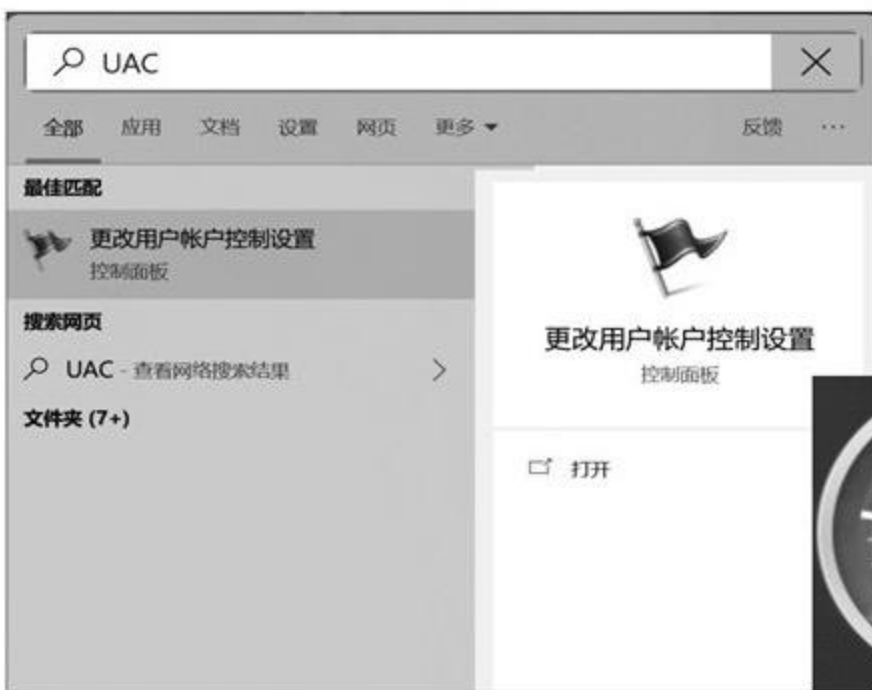 UAC
全部 应用 文档 设置 网页 更多 反馈 ...
最佳匹配
更改用户帐户控制设置
控制面板
搜索网页
UAC - 查看网络搜索结果
文件夹 (7+)
更改用户帐户控制设置
控制面板
打开